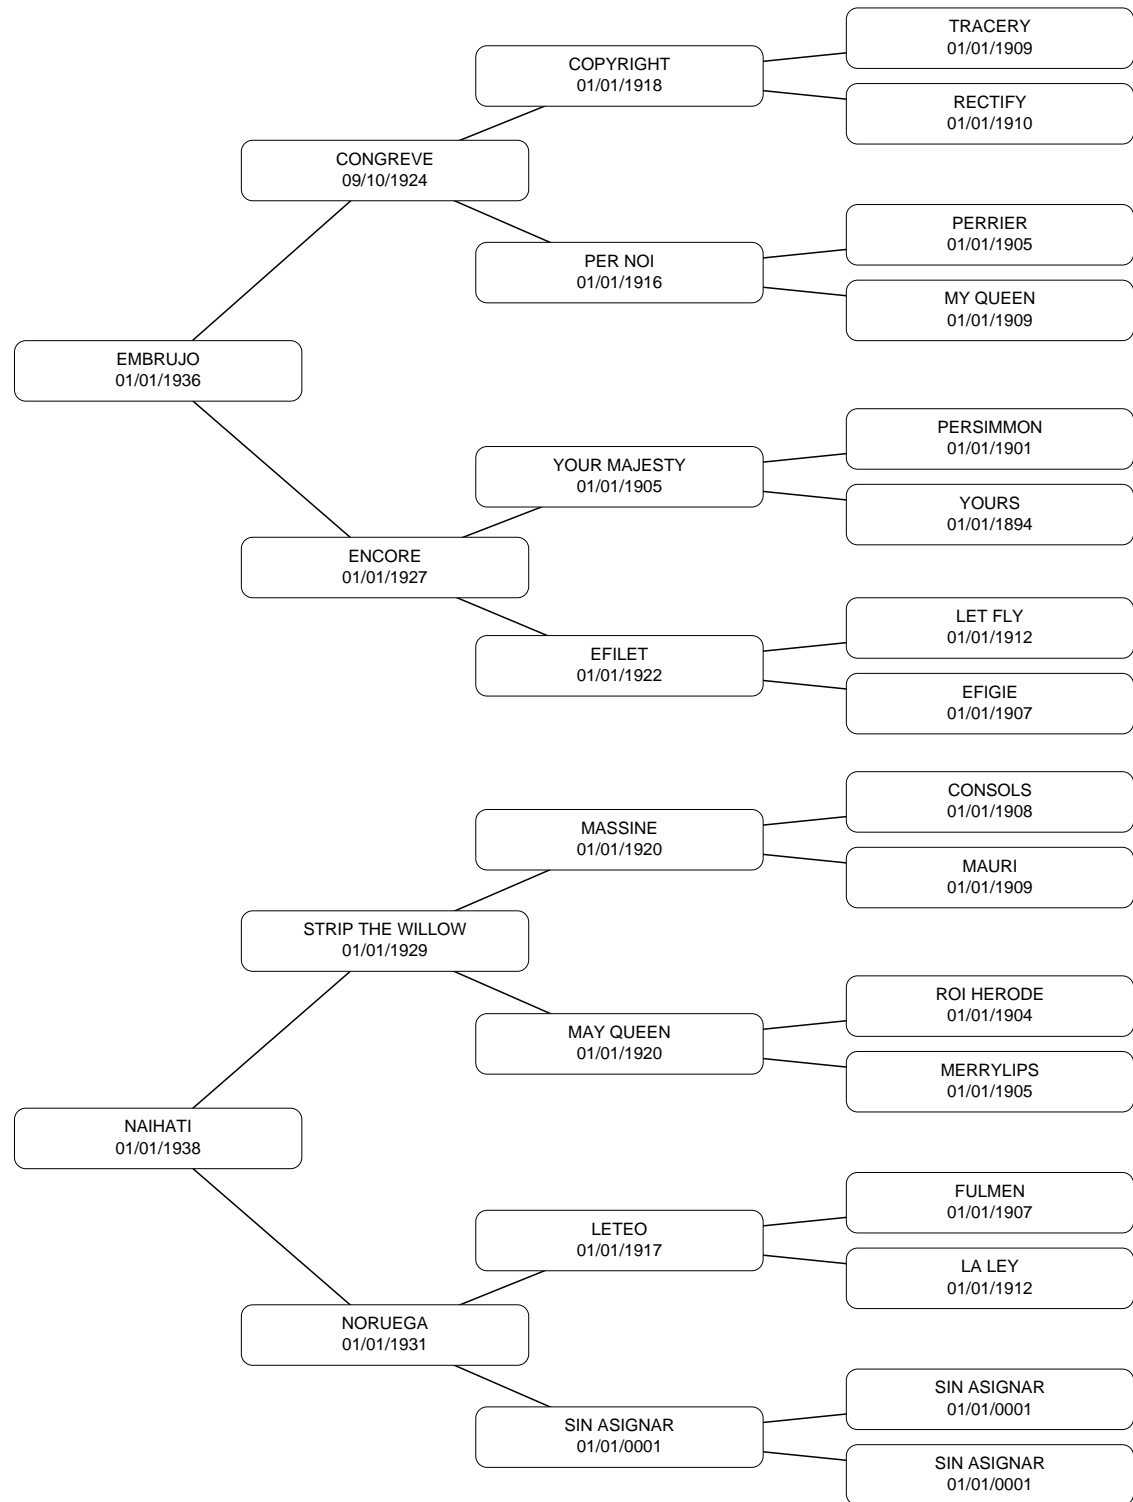 TRACERY
01/01/1909
COPYRIGHT
01/01/1918
RECTIFY
01/01/1910
CONGREVE
09/10/1924
PERRIER
01/01/1905
PER NOI
01/01/1916
MY QUEEN
01/01/1909
EMBRUJO
01/01/1936
PERSIMMON
01/01/1901
YOUR MAJESTY
01/01/1905
YOURS
01/01/1894
ENCORE
01/01/1927
LET FLY
01/01/1912
EFILET
01/01/1922
EFIGIE
01/01/1907
CONSOLS
01/01/1908
MASSINE
01/01/1920
MAURI
01/01/1909
STRIP THE WILLOW
01/01/1929
ROI HERODE
01/01/1904
MAY QUEEN
01/01/1920
MERRYLIPS
01/01/1905
NAIHATI
01/01/1938
FULMEN
01/01/1907
LETEO
01/01/1917
LA LEY
01/01/1912
NORUEGA
01/01/1931
SIN ASIGNAR
01/01/0001
SIN ASIGNAR
01/01/0001
SIN ASIGNAR
01/01/0001